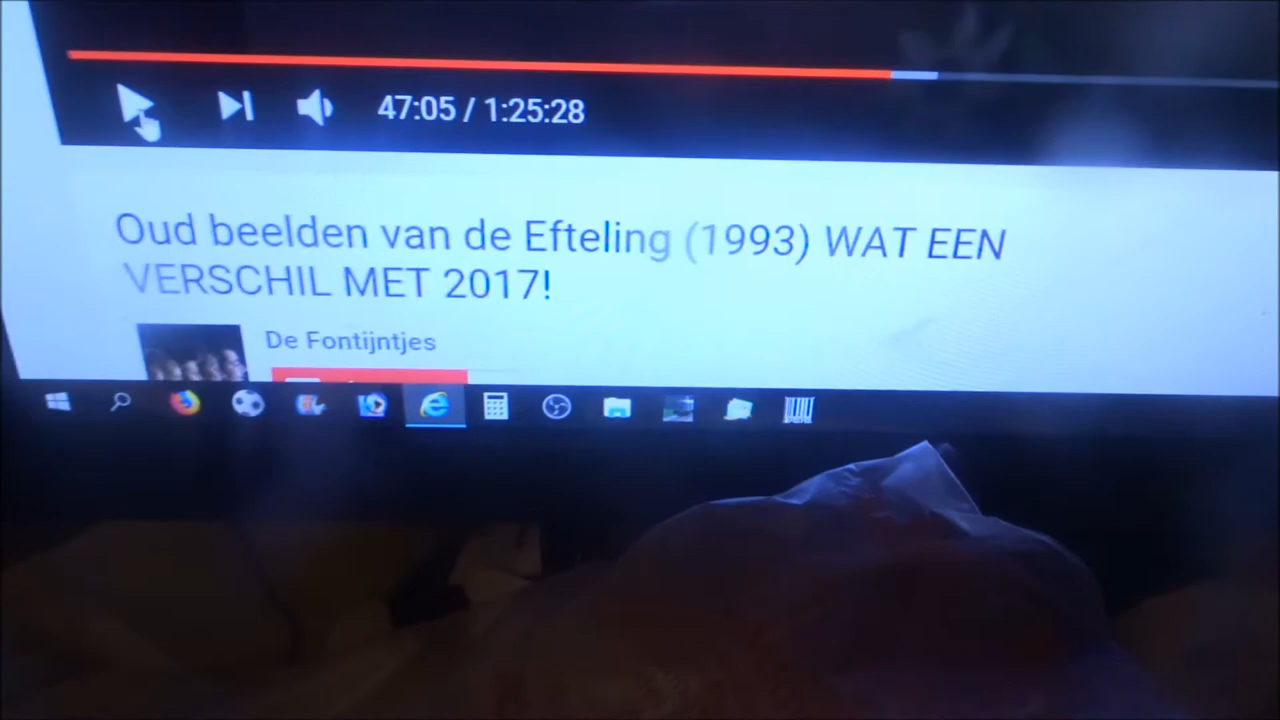 47:05 / 1:25:28
Oud beelden van de Efteling (1993) WAT EEN
VERSCHIL MET 2017!
De Fontijntjes